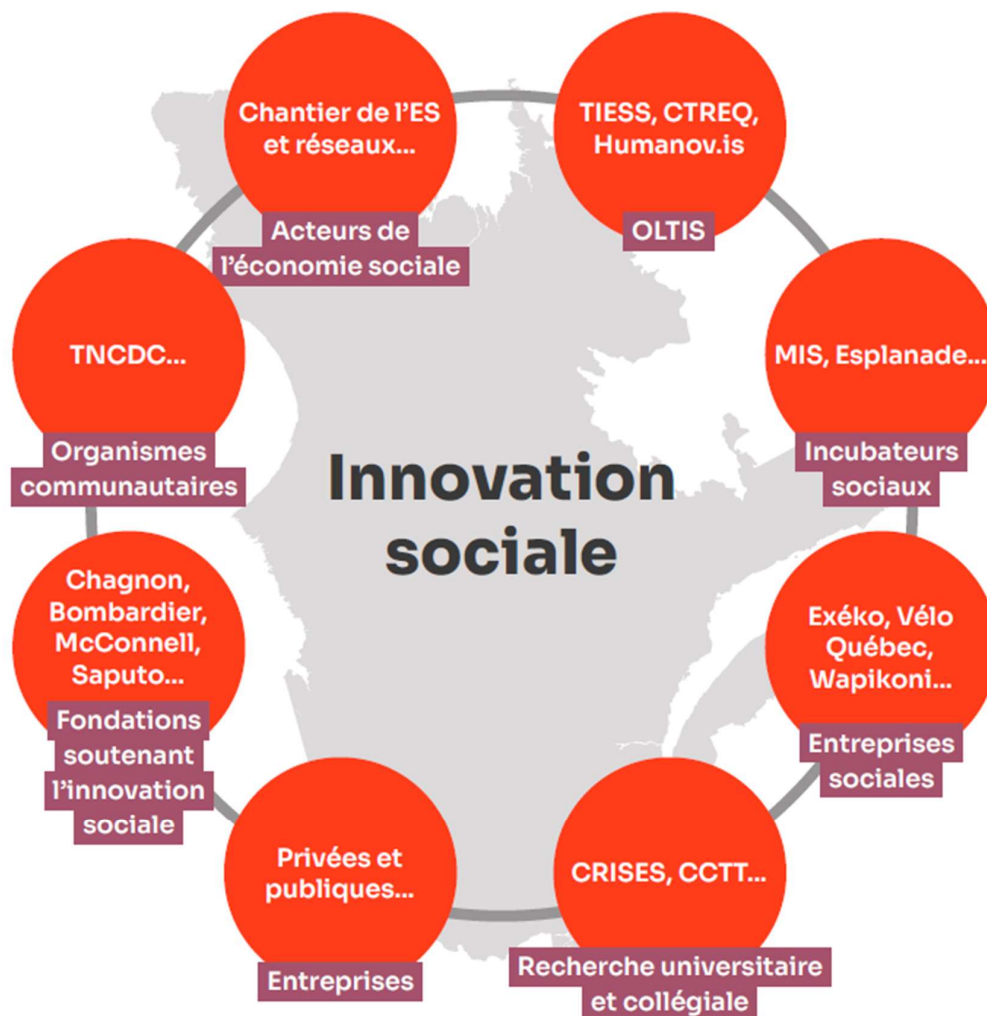 Chantier de l'ES
et réseaux...
Acteurs de
l'économie sociale
TIESS, CTREQ,
Humanov.is
OLTIS
MIS, Esplanade...
Incubateurs
sociaux
Exéko, Vélo
Québec,
Wapikoni...
Entreprises
sociales
CRISES, CCTT...
Recherche universitaire
et collégiale
Privées et
publiques...
Entreprises
Chagnon,
Bombardier,
McConnell,
Saputo...
Fondations
soutenant
l'innovation
sociale
TNCDC...
Organismes
communautaires
Innovation
sociale